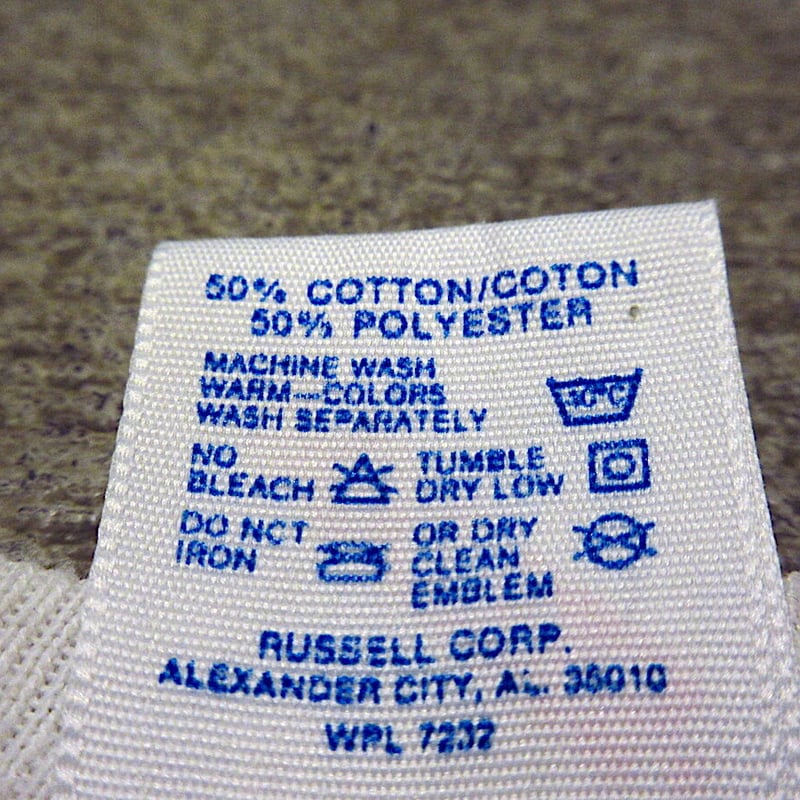 50% COTTON/COTON
50% POLYESTER
MACHINE WASH
WARM—COLORS
WASH SEPARATELY
NO
BLEACH
TUMBLE
DRY LOW
DO NOT
IRON
OR DRY
CLEAN
EMBLEM
RUSSELL CORP.
ALEXANDER CITY, AL. 35010
WPL 7232